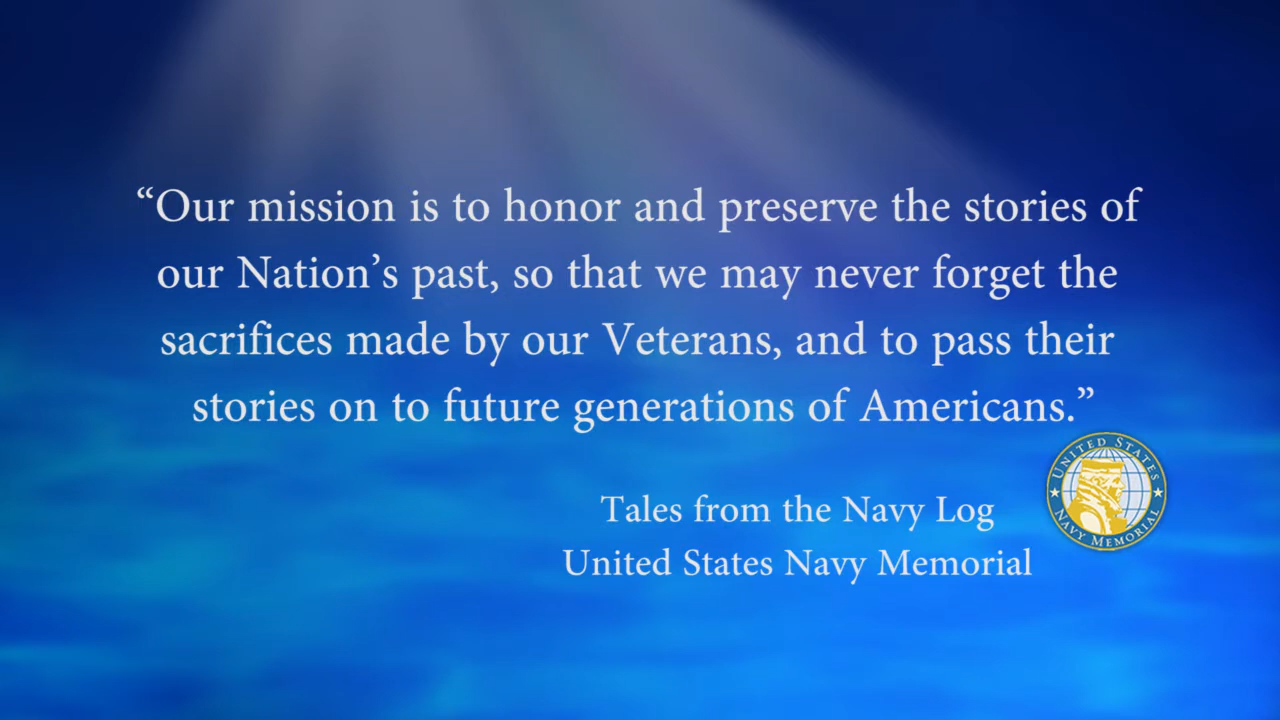 “Our mission is to honor and preserve the stories of
our Nation’s past, so that we may never forget the
sacrifices made by our Veterans, and to pass their
stories on to future generations of Americans.”
Tales from the Navy Log
United States Navy Memorial
UNITED STATES
NAVY MEMORIAL